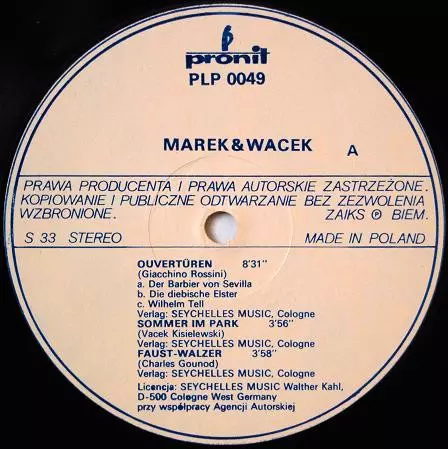 pronit
PLP 0049
MAREK & WACEK
A
PRAWA PRODUCENTA I PRAWA AUTORSKIE ZASTRZEŻONE.
KOPIOWANIE I PUBLICZNE ODTWARZANIE BEZ ZEZWOLENIA
WZBRONIONE. ZAIKS Ⓟ BIEM.
S 33 STEREO MADE IN POLAND
OUVERTÜREN 8'31''
(Giacchino Rossini)
a. Der Barbier von Sevilla
b. Die diebische Elster
c. Wilhelm Tell
Verlag: SEYCHELLES MUSIC, Cologne
SOMMER IM PARK 3'56''
(Vacek Kisielewski)
Verlag: SEYCHELLES MUSIC, Cologne
FAUST-WALZER 3'58''
(Charles Gounod)
Verlag: SEYCHELLES MUSIC, Cologne
Licencja: SEYCHELLES MUSIC Walther Kahl,
D-500 Cologne West Germany
przy współpracy Agencji Autorskiej